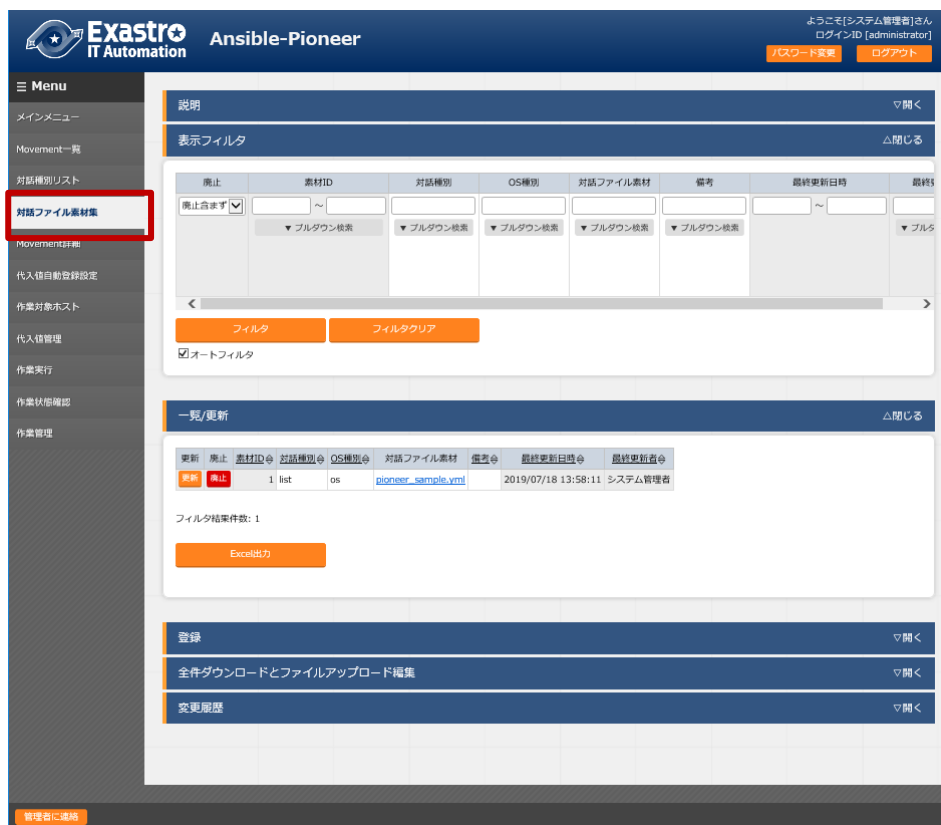 Exastro
IT Automation
Ansible-Pioneer
ようこそ[システム管理者]さん
ログインID [administrator]
パスワード変更 ログアウト
Menu
メインメニュー
Movement一覧
対話種別リスト
対話ファイル素材集
Movement詳細
代入値自動登録設定
作業対象ホスト
代入値管理
作業実行
作業状態確認
作業管理
説明 ▽開く
表示フィルタ △閉じる
廃止 素材ID 対話種別 OS種別 対話ファイル素材 備考 最終更新日時 最終更
廃止含まず ~ ~
▼ プルダウン検索 ▼ プルダウン検索 ▼ プルダウン検索 ▼ プルダウン検索 ▼ プルダウン検索 ▼ プルダ
フィルタ フィルタクリア
オートフィルタ
一覧/更新 △閉じる
更新 廃止 素材ID 対話種別 OS種別 対話ファイル素材 備考 最終更新日時 最終更新者
更新 廃止 1 list os pioneer_sample.yml 2019/07/18 13:58:11 システム管理者
フィルタ結果件数: 1
Excel出力
登録 ▽開く
全件ダウンロードとファイルアップロード編集 ▽開く
変更履歴 ▽開く
管理者に連絡